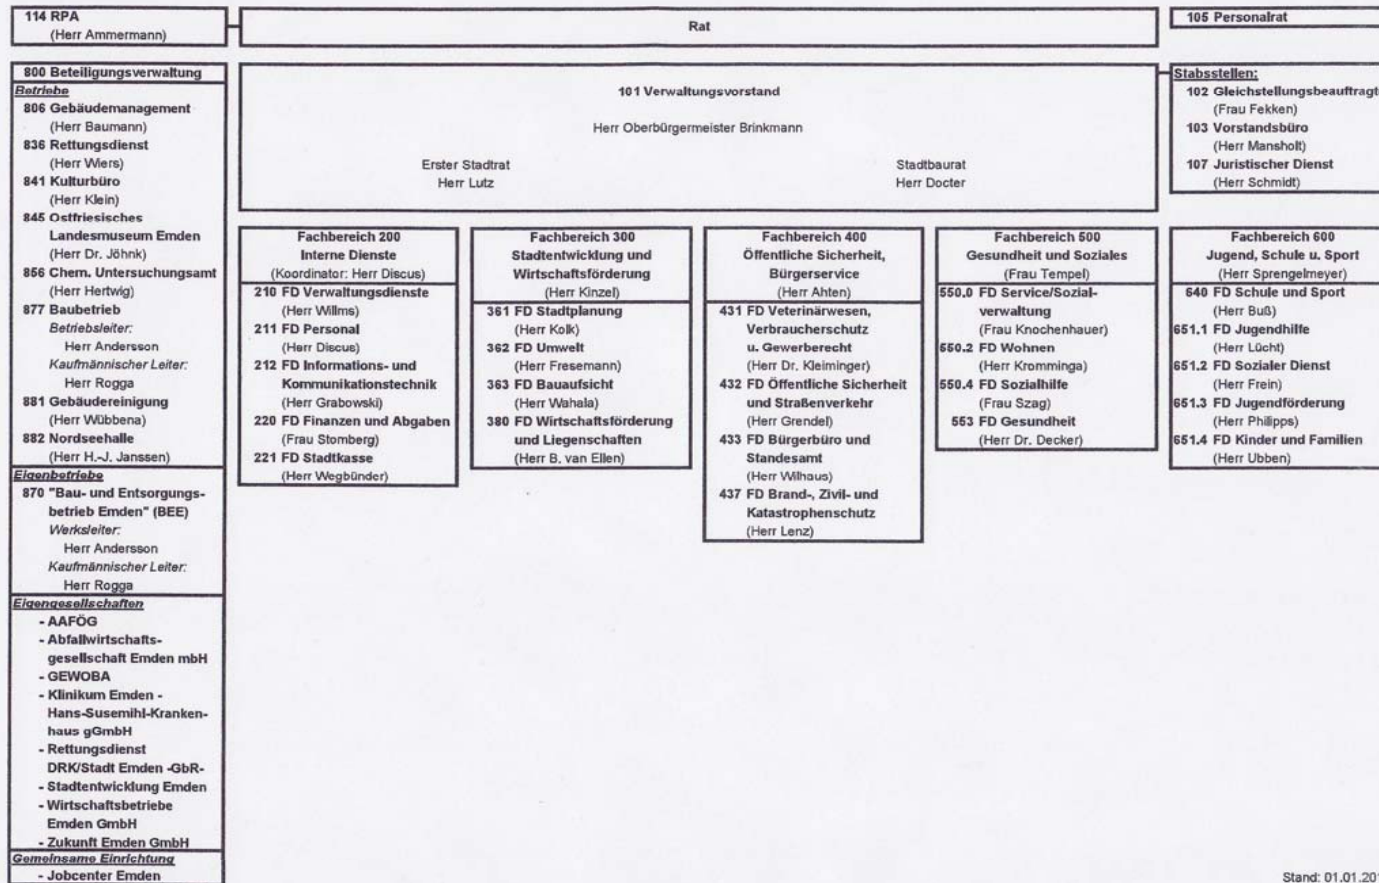 114 RPA
(Herr Ammermann)
Rat
105 Personalrat
800 Beteiligungsverwaltung
Betriebe
806 Gebäudemanagement
(Herr Baumann)
836 Rettungsdienst
(Herr Wiers)
841 Kulturbüro
(Herr Klein)
845 Ostfriesisches
Landesmuseum Emden
(Herr Dr. Jöhnk)
856 Chem. Untersuchungsamt
(Herr Hertwig)
877 Baubetrieb
Betriebsleiter:
Herr Andersson
Kaufmännischer Leiter:
Herr Rogga
881 Gebäudereinigung
(Herr Wübbena)
882 Nordseehalle
(Herr H.-J. Janssen)
Eigenbetriebe
870 "Bau- und Entsorgungs-
betrieb Emden" (BEE)
Werksleiter:
Herr Andersson
Kaufmännischer Leiter:
Herr Rogga
Eigengesellschaften
- AAFÖG
- Abfallwirtschafts-
gesellschaft Emden mbH
- GEWOBA
- Klinikum Emden -
Hans-Susemihl-Kranken-
haus gGmbH
- Rettungsdienst
DRK/Stadt Emden -GbR-
- Stadtentwicklung Emden
- Wirtschaftsbetriebe
Emden GmbH
- Zukunft Emden GmbH
Gemeinsame Einrichtung
- Jobcenter Emden
101 Verwaltungsvorstand
Herr Oberbürgermeister Brinkmann
Erster Stadtrat
Herr Lutz
Stadtbaurat
Herr Docter
Stabsstellen:
102 Gleichstellungsbeauftragte
(Frau Fekken)
103 Vorstandsbüro
(Herr Mansholt)
107 Juristischer Dienst
(Herr Schmidt)
Fachbereich 200
Interne Dienste
(Koordinator: Herr Discus)
210 FD Verwaltungsdienste
(Herr Willms)
211 FD Personal
(Herr Discus)
212 FD Informations- und
Kommunikationstechnik
(Herr Grabowski)
220 FD Finanzen und Abgaben
(Frau Stomberg)
221 FD Stadtkasse
(Herr Wegbünder)
Fachbereich 300
Stadtentwicklung und
Wirtschaftsförderung
(Herr Kinzel)
361 FD Stadtplanung
(Herr Kolk)
362 FD Umwelt
(Herr Fresemann)
363 FD Bauaufsicht
(Herr Wahala)
380 FD Wirtschaftsförderung
und Liegenschaften
(Herr B. van Ellen)
Fachbereich 400
Öffentliche Sicherheit,
Bürgerservice
(Herr Ahten)
431 FD Veterinärwesen,
Verbraucherschutz
u. Gewerberecht
(Herr Dr. Kleiminger)
432 FD Öffentliche Sicherheit
und Straßenverkehr
(Herr Grendel)
433 FD Bürgerbüro und
Standesamt
(Herr Wilhaus)
437 FD Brand-, Zivil- und
Katastrophenschutz
(Herr Lenz)
Fachbereich 500
Gesundheit und Soziales
(Frau Tempel)
550.0 FD Service/Sozial-
verwaltung
(Frau Knochenhauer)
550.2 FD Wohnen
(Herr Kromminga)
550.4 FD Sozialhilfe
(Frau Szag)
553 FD Gesundheit
(Herr Dr. Decker)
Fachbereich 600
Jugend, Schule u. Sport
(Herr Sprengelmeyer)
640 FD Schule und Sport
(Herr Buß)
651.1 FD Jugendhilfe
(Herr Lücht)
651.2 FD Sozialer Dienst
(Herr Frein)
651.3 FD Jugendförderung
(Herr Philipps)
651.4 FD Kinder und Familien
(Herr Ubben)
Stand: 01.01.201